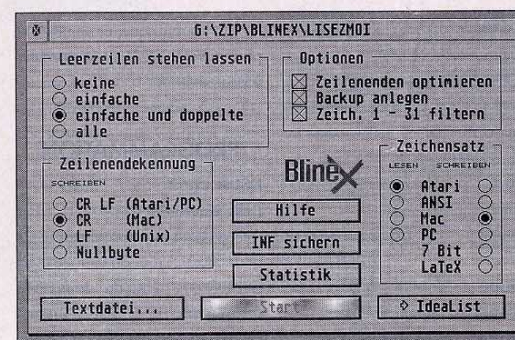 G:\ZIP\BLINEX\LISEZMOI
Leerzeilen stehen lassen
keine
einfache
einfache und doppelte
alle
Optionen
Zeilenenden optimieren
Backup anlegen
Zeich. 1 - 31 filtern
Zeilenendekennung
SCHREIBEN
CR LF (Atari/PC)
CR (Mac)
LF (Unix)
Nullbyte
BlineX
Hilfe
INF sichern
Statistik
Zeichensatz
LESEN SCHREIBEN
Atari
ANSI
Mac
PC
7 Bit
LaTeX
Textdatei...
Start
IdeaList